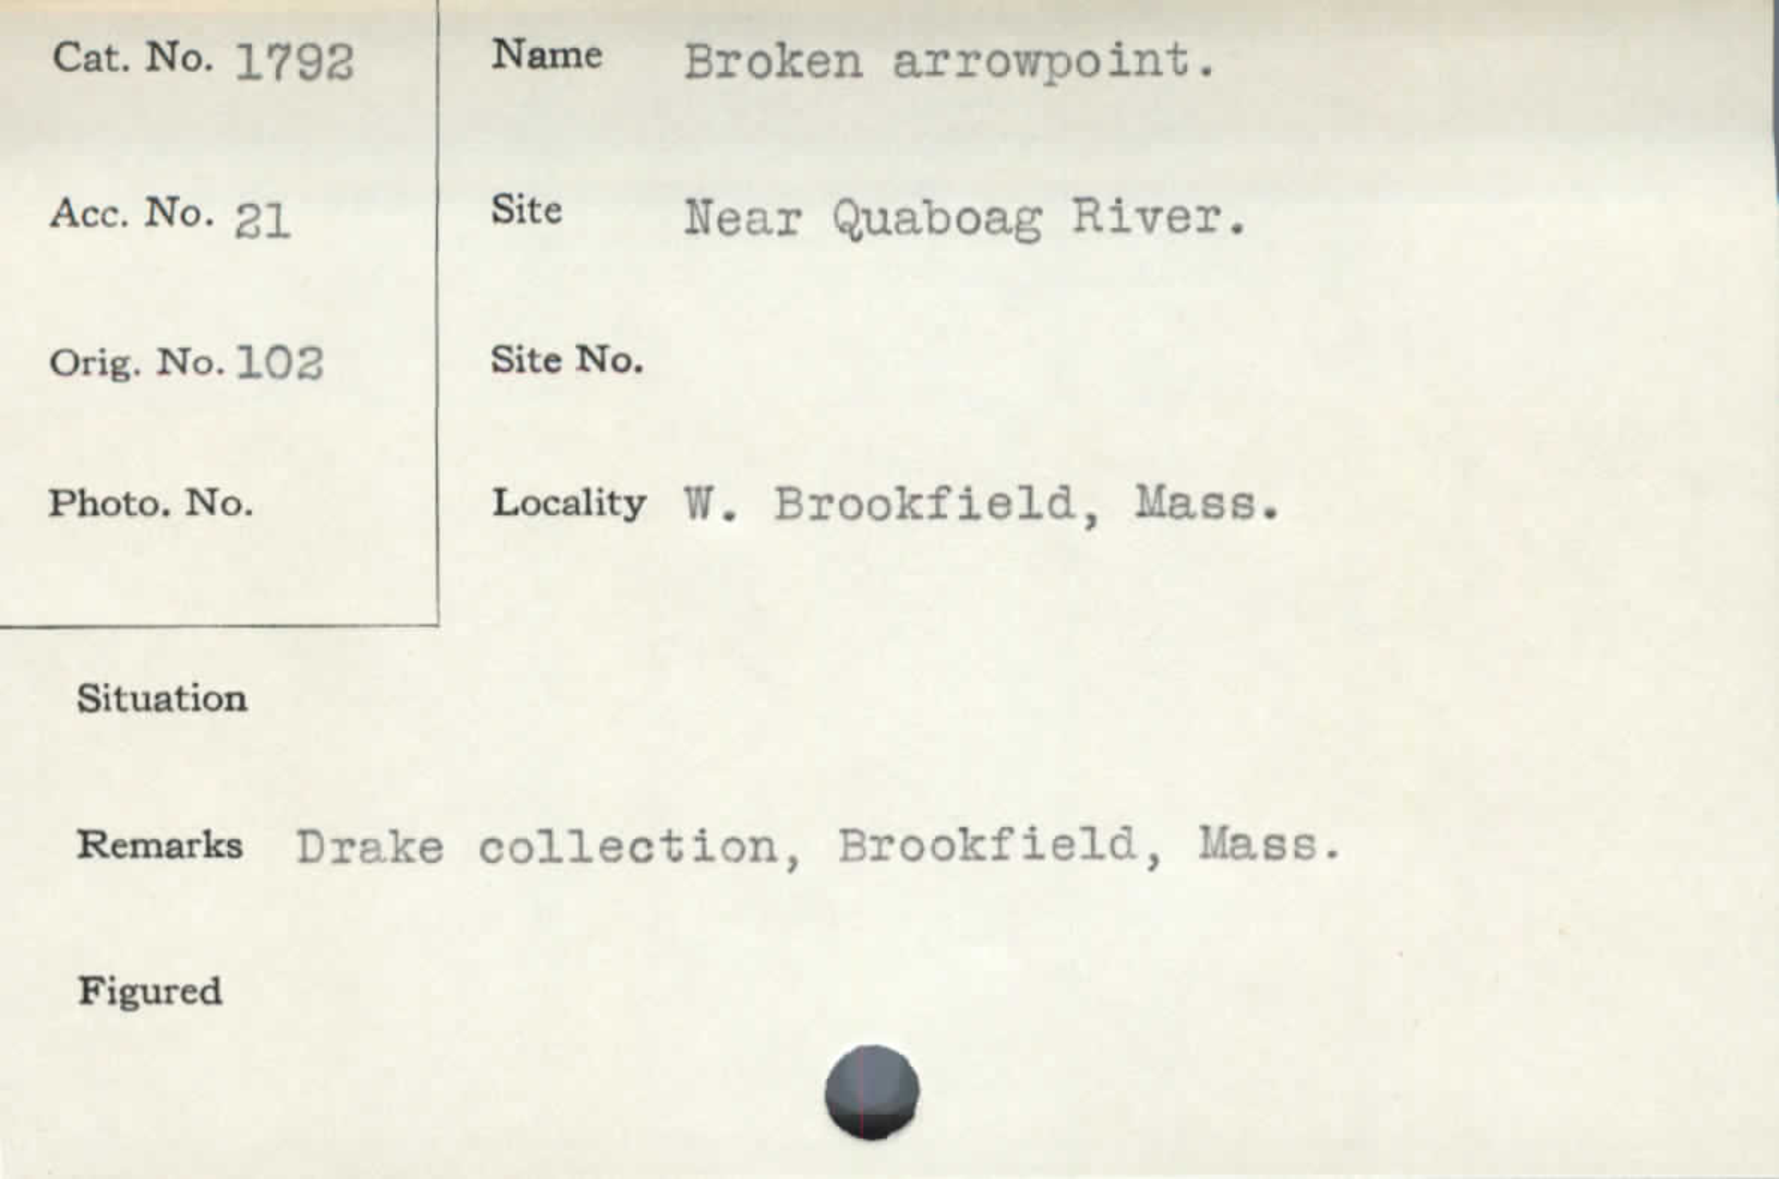 Cat. No. 1792
Name Broken arrowpoint.
Acc. No. 21
Site Near Quaboag River.
Orig. No. 102
Site No.
Photo. No.
Locality W. Brookfield, Mass.
Situation
Remarks Drake collection, Brookfield, Mass.
Figured